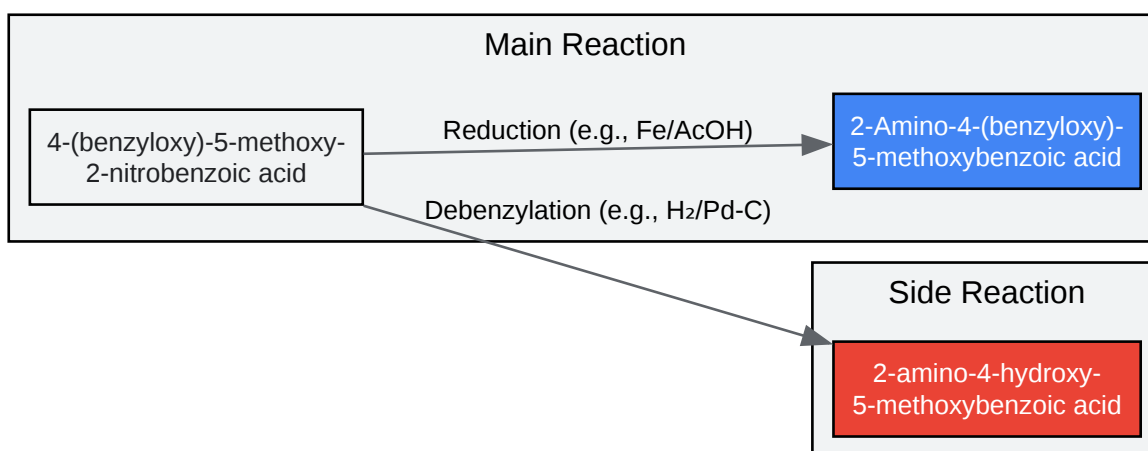 Main Reaction
4-(benzyloxy)-5-methoxy-
2-nitrobenzoic acid
Reduction (e.g., Fe/AcOH)
2-Amino-4-(benzyloxy)-
5-methoxybenzoic acid
Debenzylation (e.g., H₂/Pd-C)
Side Reaction
2-amino-4-hydroxy-
5-methoxybenzoic acid